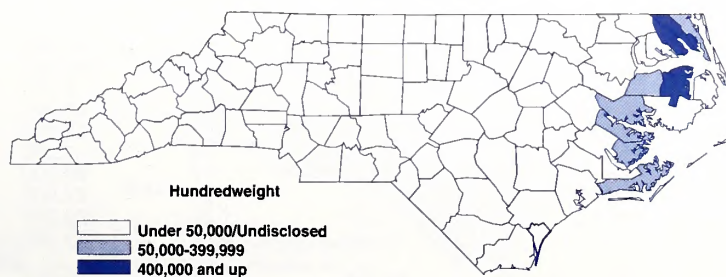 Hundredweight
Under 50,000/Undisclosed
50,000-399,999
400,000 and up